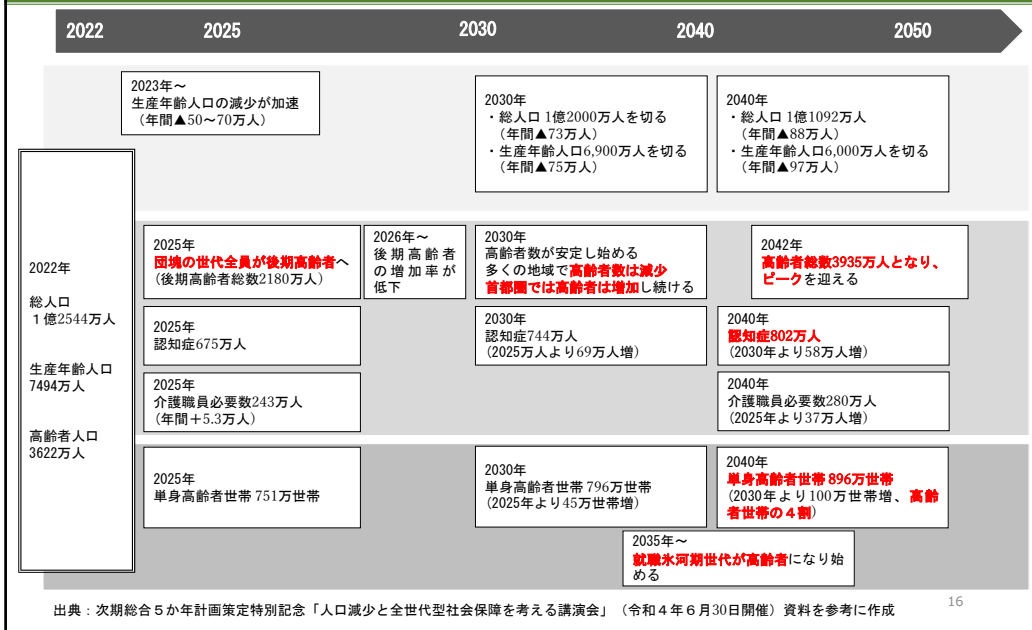 2022 2025 2030 2040 2050
2023年～
生産年齢人口の減少が加速
（年間▲50～70万人）
2030年
・総人口 1億2000万人を切る
（年間▲73万人）
・生産年齢人口6,900万人を切る
（年間▲75万人）
2040年
・総人口 1億1092万人
（年間▲88万人）
・生産年齢人口6,000万人を切る
（年間▲97万人）
2022年
総人口
１億2544万人
生産年齢人口
7494万人
高齢者人口
3622万人
2025年
団塊の世代全員が後期高齢者へ
（後期高齢者総数2180万人）
2026年～
後期高齢者
の増加率が
低下
2030年
高齢者数が安定し始める
多くの地域で高齢者数は減少
首都圏では高齢者は増加し続ける
2042年
高齢者総数3935万人となり、
ピークを迎える
2025年
認知症675万人
2030年
認知症744万人
(2025万人より69万人増)
2040年
認知症802万人
(2030年より58万人増)
2025年
介護職員必要数243万人
(年間＋5.3万人)
2040年
介護職員必要数280万人
(2025年より37万人増)
2025年
単身高齢者世帯 751万世帯
2030年
単身高齢者世帯 796万世帯
(2025年より45万世帯増)
2040年
単身高齢者世帯 896万世帯
(2030年より100万世帯増、高齢
者世帯の４割)
2035年～
就職氷河期世代が高齢者になり始
める
出典：次期総合５か年計画策定特別記念「人口減少と全世代型社会保障を考える講演会」（令和４年６月30日開催）資料を参考に作成
16